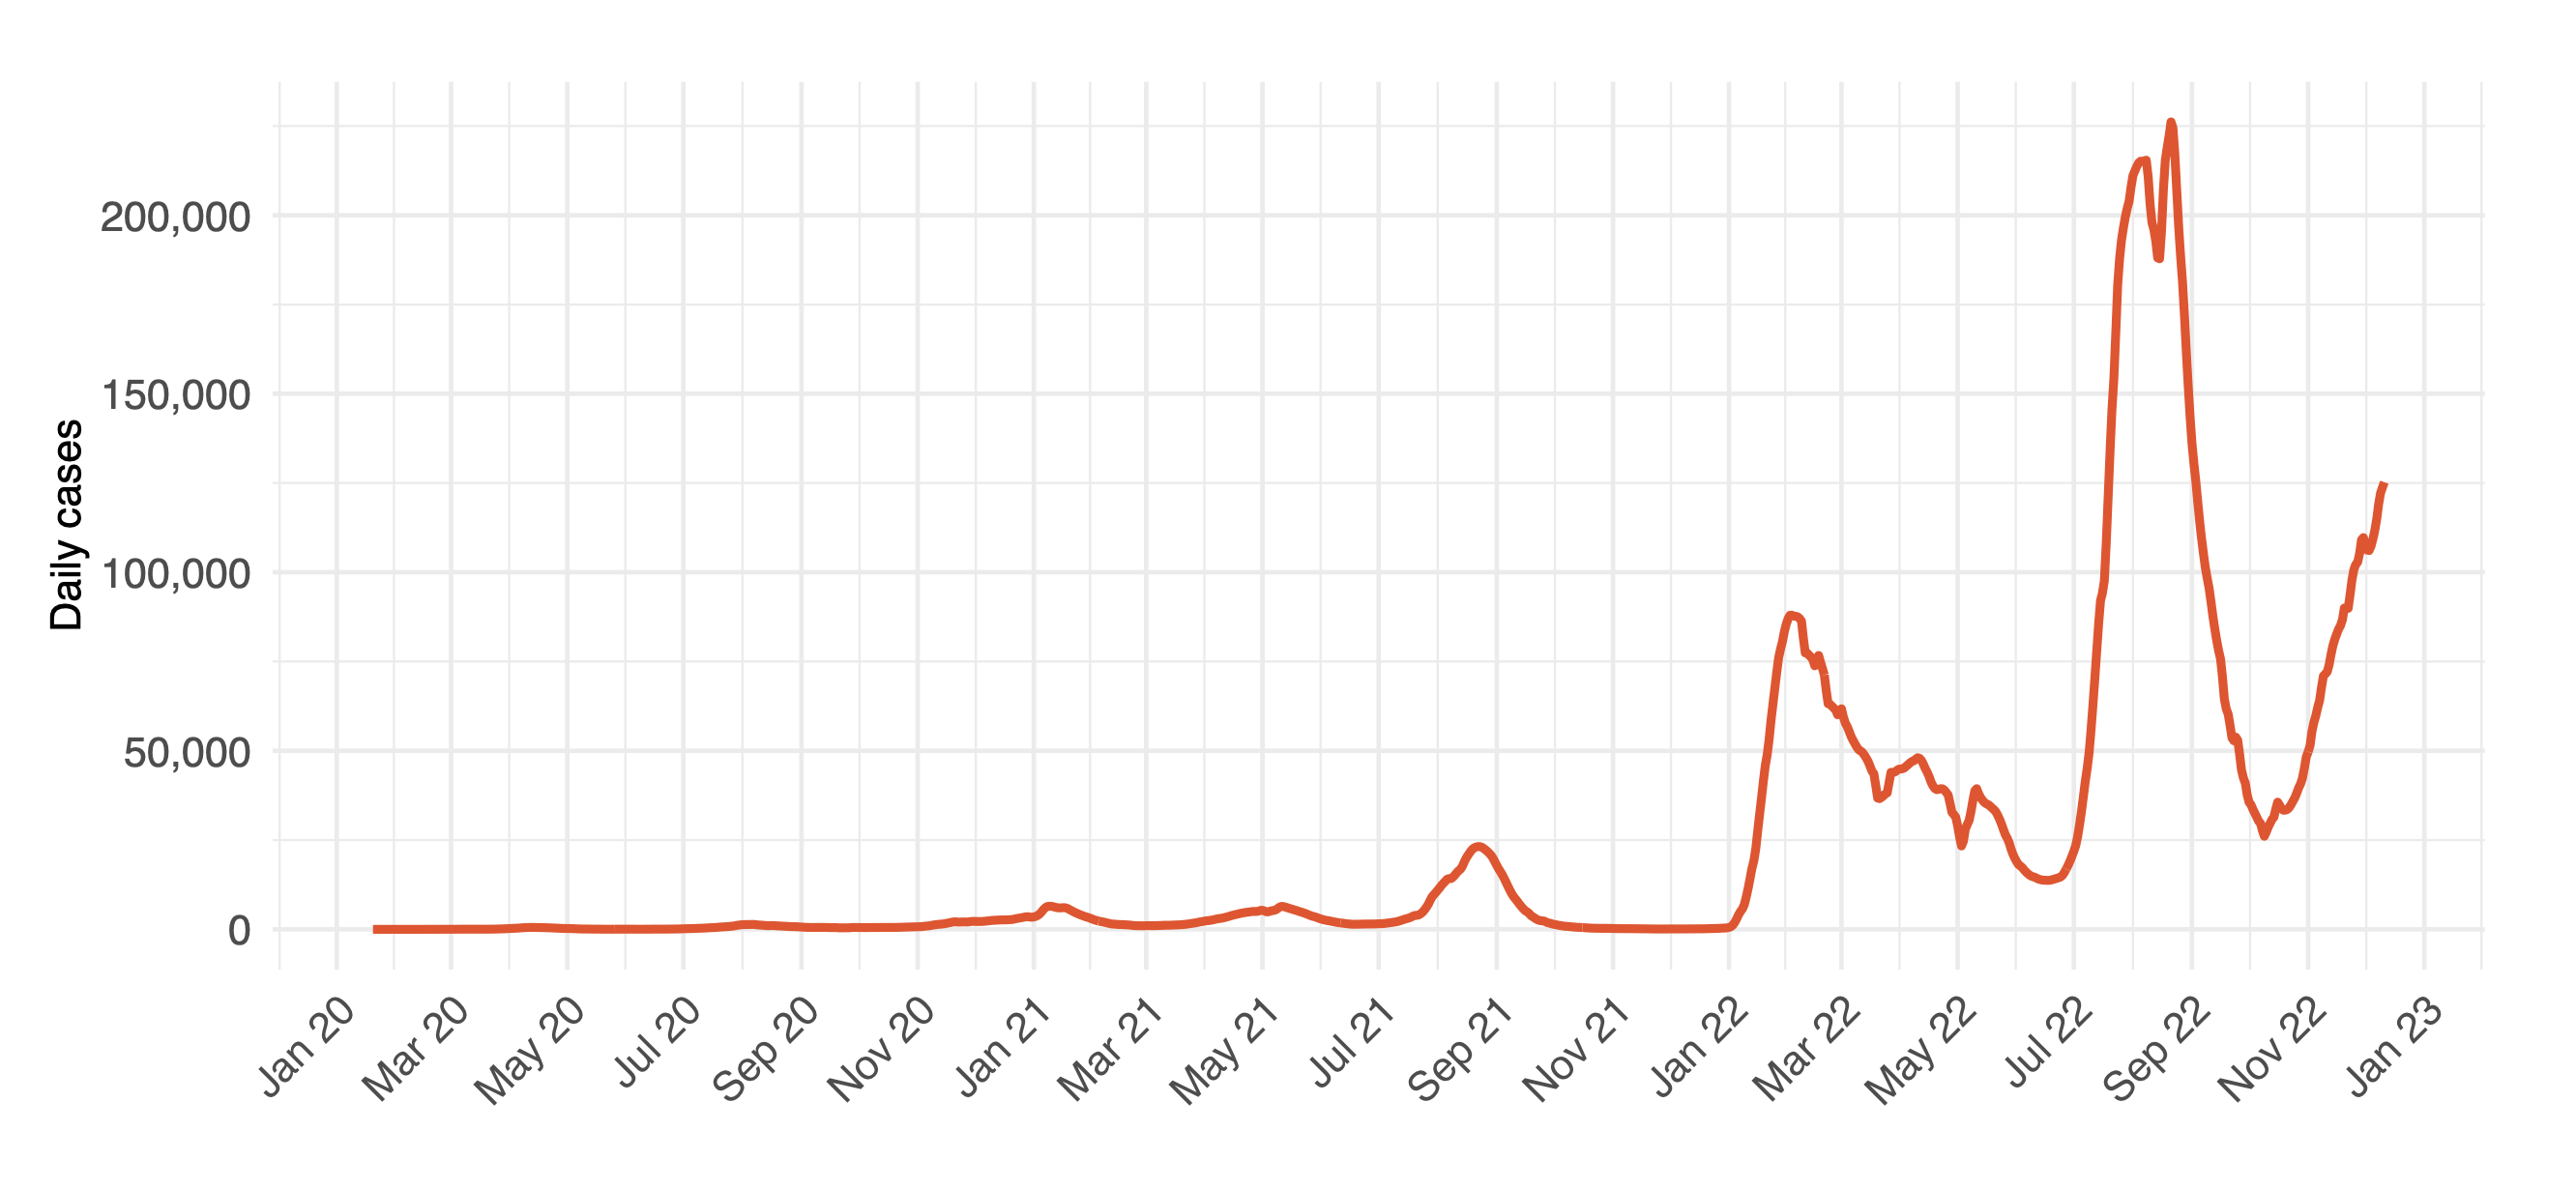 Daily cases
200,000
150,000
100,000
50,000
0
Jan 20
Mar 20
May 20
Jul 20
Sep 20
Nov 20
Jan 21
Mar 21
May 21
Jul 21
Sep 21
Nov 21
Jan 22
Mar 22
May 22
Jul 22
Sep 22
Nov 22
Jan 23